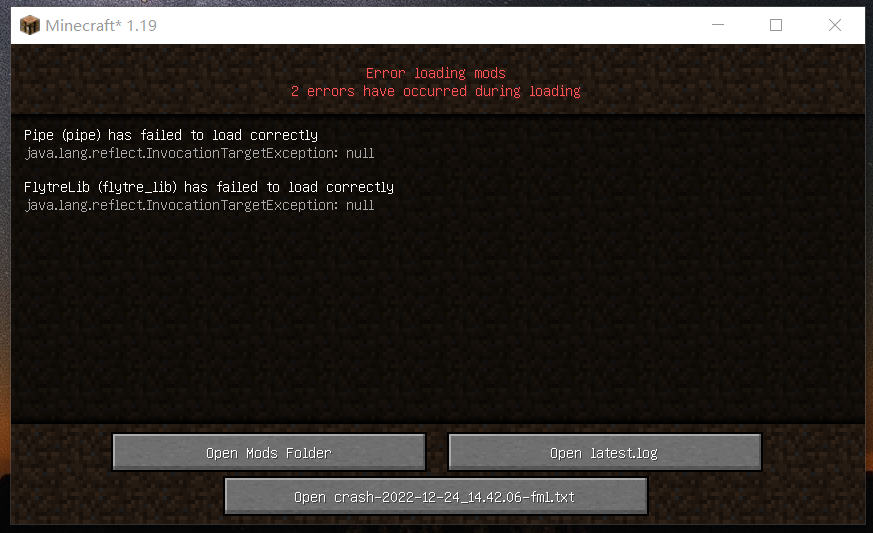 Minecraft* 1.19
Error loading mods
2 errors have occurred during loading
Pipe (pipe) has failed to load correctly
java.lang.reflect.InvocationTargetException: null
FlytreLib (flytre_lib) has failed to load correctly
java.lang.reflect.InvocationTargetException: null
Open Mods Folder
Open latest.log
Open crash-2022-12-24_14.42.06-fml.txt